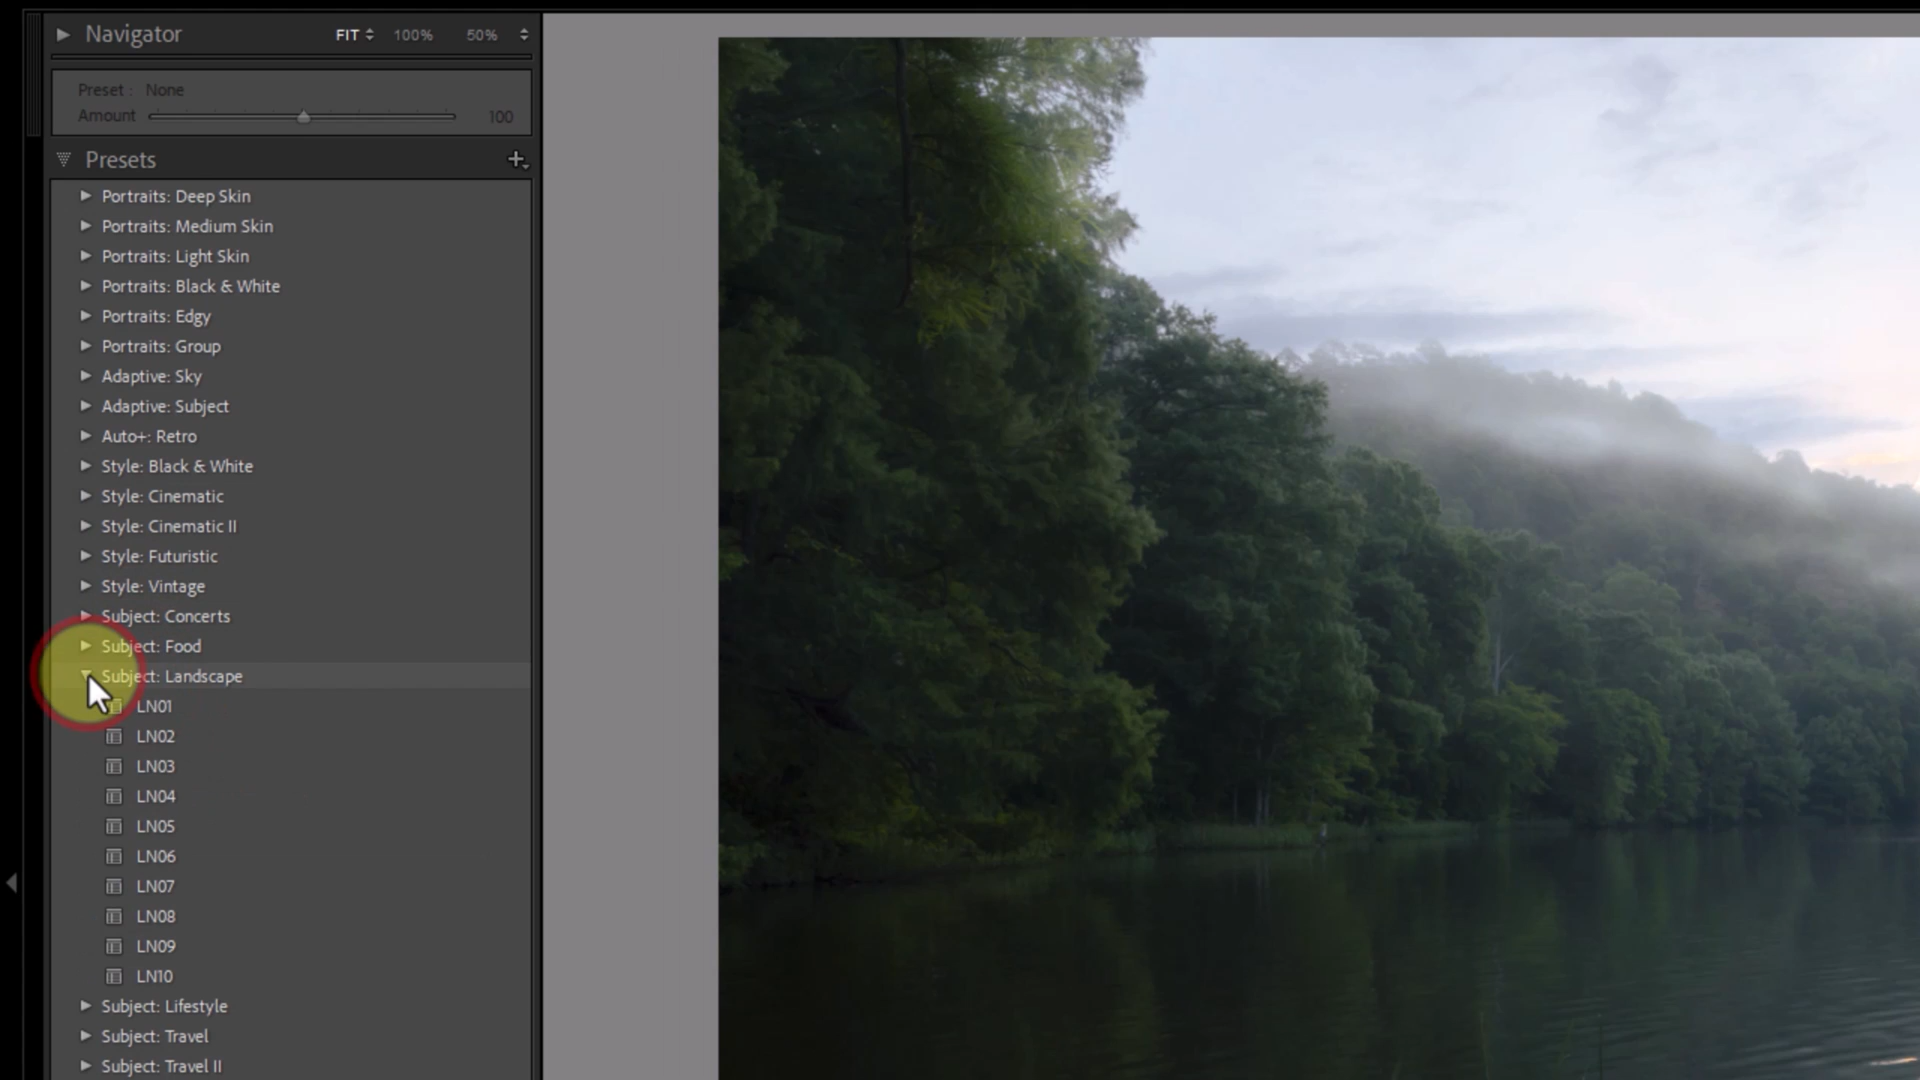 Navigator FIT 100% 50%
Preset : None
Amount 100
Presets
Portraits: Deep Skin
Portraits: Medium Skin
Portraits: Light Skin
Portraits: Black & White
Portraits: Edgy
Portraits: Group
Adaptive: Sky
Adaptive: Subject
Auto+: Retro
Style: Black & White
Style: Cinematic
Style: Cinematic II
Style: Futuristic
Style: Vintage
Subject: Concerts
Subject: Food
Subject: Landscape
LN01
LN02
LN03
LN04
LN05
LN06
LN07
LN08
LN09
LN10
Subject: Lifestyle
Subject: Travel
Subject: Travel II